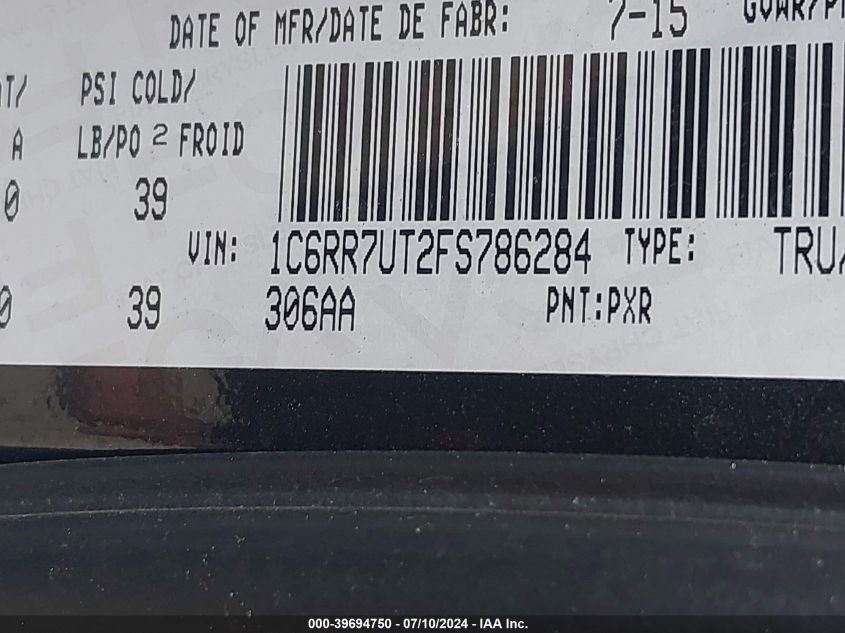 DATE OF MFR/DATE DE FABR: 7-15 GVWR/P
T/ PSI COLD/
A LB/PO 2 FROID
0 39
VIN: 1C6RR7UT2FS786284 TYPE: TRU/
0 39 306AA PNT:PXR
000-39694750 - 07/10/2024 - IAA Inc.